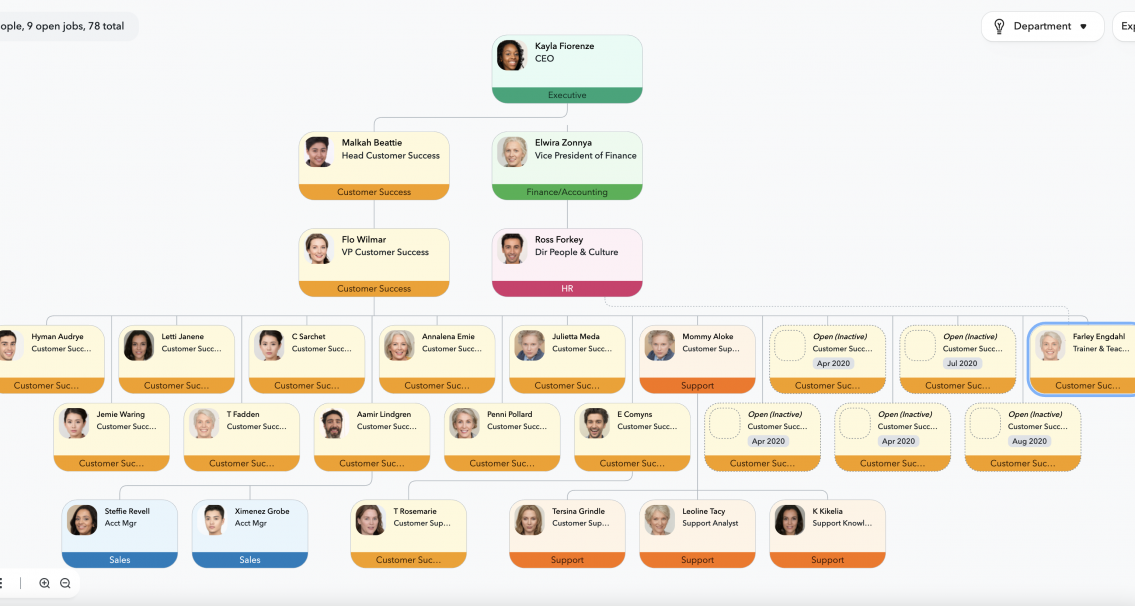 ople, 9 open jobs, 78 total
Department
Exp
Kayla Fiorenze
CEO
Executive
Malkah Beattie
Head Customer Success
Customer Success
Elwira Zonnya
Vice President of Finance
Finance/Accounting
Flo Wilmar
VP Customer Success
Customer Success
Ross Forkey
Dir People & Culture
HR
Hyman Audrye
Customer Succ...
Customer Suc...
Letti Janene
Customer Succ...
Customer Suc...
C Sarchet
Customer Succ...
Customer Suc...
Annalena Emie
Customer Succ...
Customer Suc...
Julietta Meda
Customer Succ...
Customer Suc...
Mommy Aloke
Customer Sup...
Support
Open (Inactive)
Customer Succ...
Apr 2020
Customer Suc...
Open (Inactive)
Customer Succ...
Jul 2020
Customer Suc...
Farley Engdahl
Trainer & Teac...
Customer Suc...
Jemie Waring
Customer Succ...
Customer Suc...
T Fadden
Customer Succ...
Customer Suc...
Aamir Lindgren
Customer Succ...
Customer Suc...
Penni Pollard
Customer Succ...
Customer Suc...
E Comyns
Customer Succ...
Customer Suc...
Open (Inactive)
Customer Succ...
Apr 2020
Customer Suc...
Open (Inactive)
Customer Succ...
Apr 2020
Customer Suc...
Open (Inactive)
Customer Succ...
Aug 2020
Customer Suc...
Steffie Revell
Acct Mgr
Sales
Ximenez Grobe
Acct Mgr
Sales
T Rosemarie
Customer Sup...
Customer Suc...
Tersina Grindle
Customer Sup...
Support
Leoline Tacy
Support Analyst
Support
K Kikelia
Support Knowl...
Support